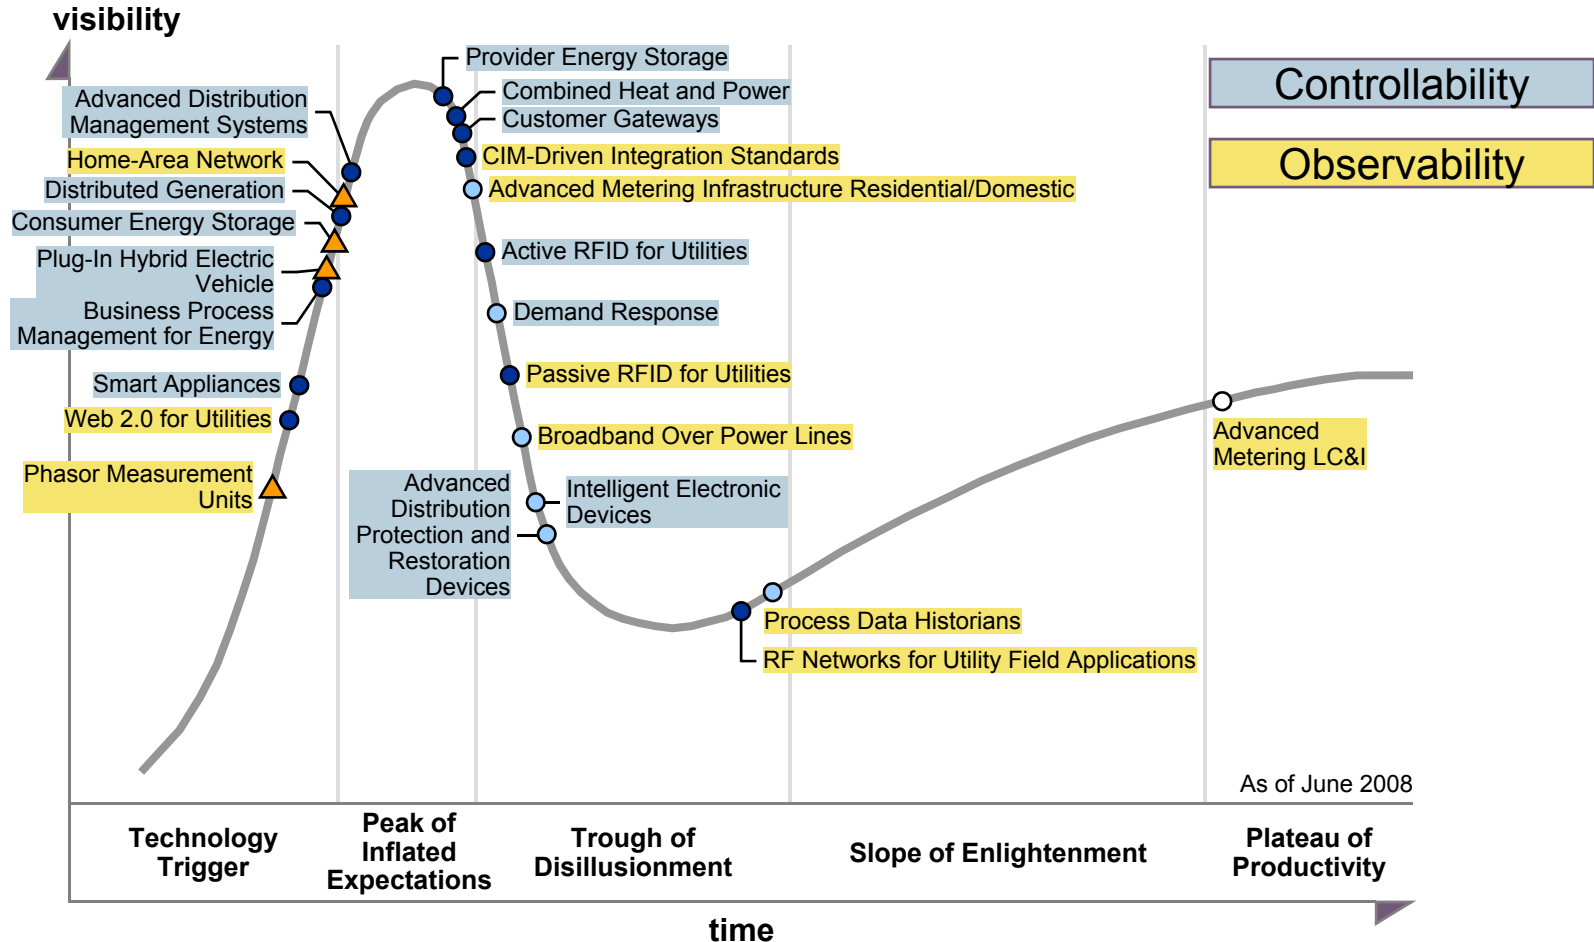 visibility
Provider Energy Storage
Combined Heat and Power
Customer Gateways
CIM-Driven Integration Standards
Advanced Metering Infrastructure Residential/Domestic
Active RFID for Utilities
Demand Response
Passive RFID for Utilities
Broadband Over Power Lines
Intelligent Electronic
Devices
Advanced Distribution
Management Systems
Home-Area Network
Distributed Generation
Consumer Energy Storage
Plug-In Hybrid Electric
Vehicle
Business Process
Management for Energy
Smart Appliances
Web 2.0 for Utilities
Phasor Measurement
Units
Advanced
Distribution
Protection and
Restoration
Devices
Process Data Historians
RF Networks for Utility Field Applications
Advanced
Metering LC&I
Controllability
Observability
As of June 2008
Technology
Trigger
Peak of
Inflated
Expectations
Trough of
Disillusionment
Slope of Enlightenment
Plateau of
Productivity
time